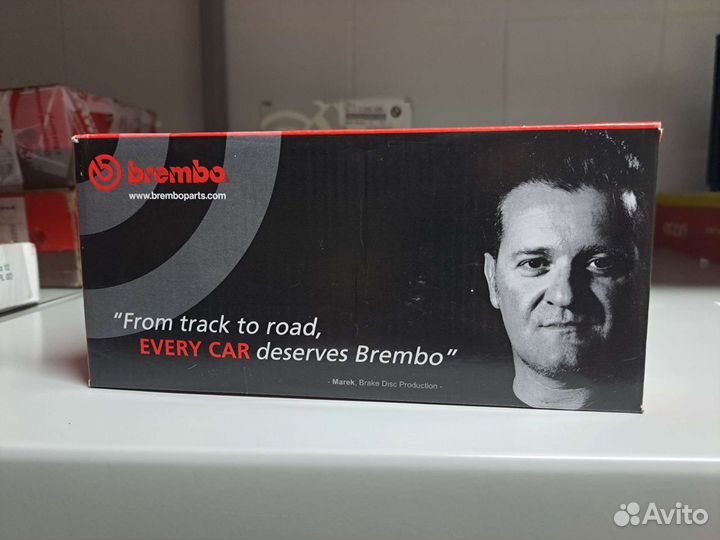 brembo
www.bremboparts.com
"From track to road,
EVERY CAR deserves Brembo"
- Marek, Brake Disc Production -
Avito